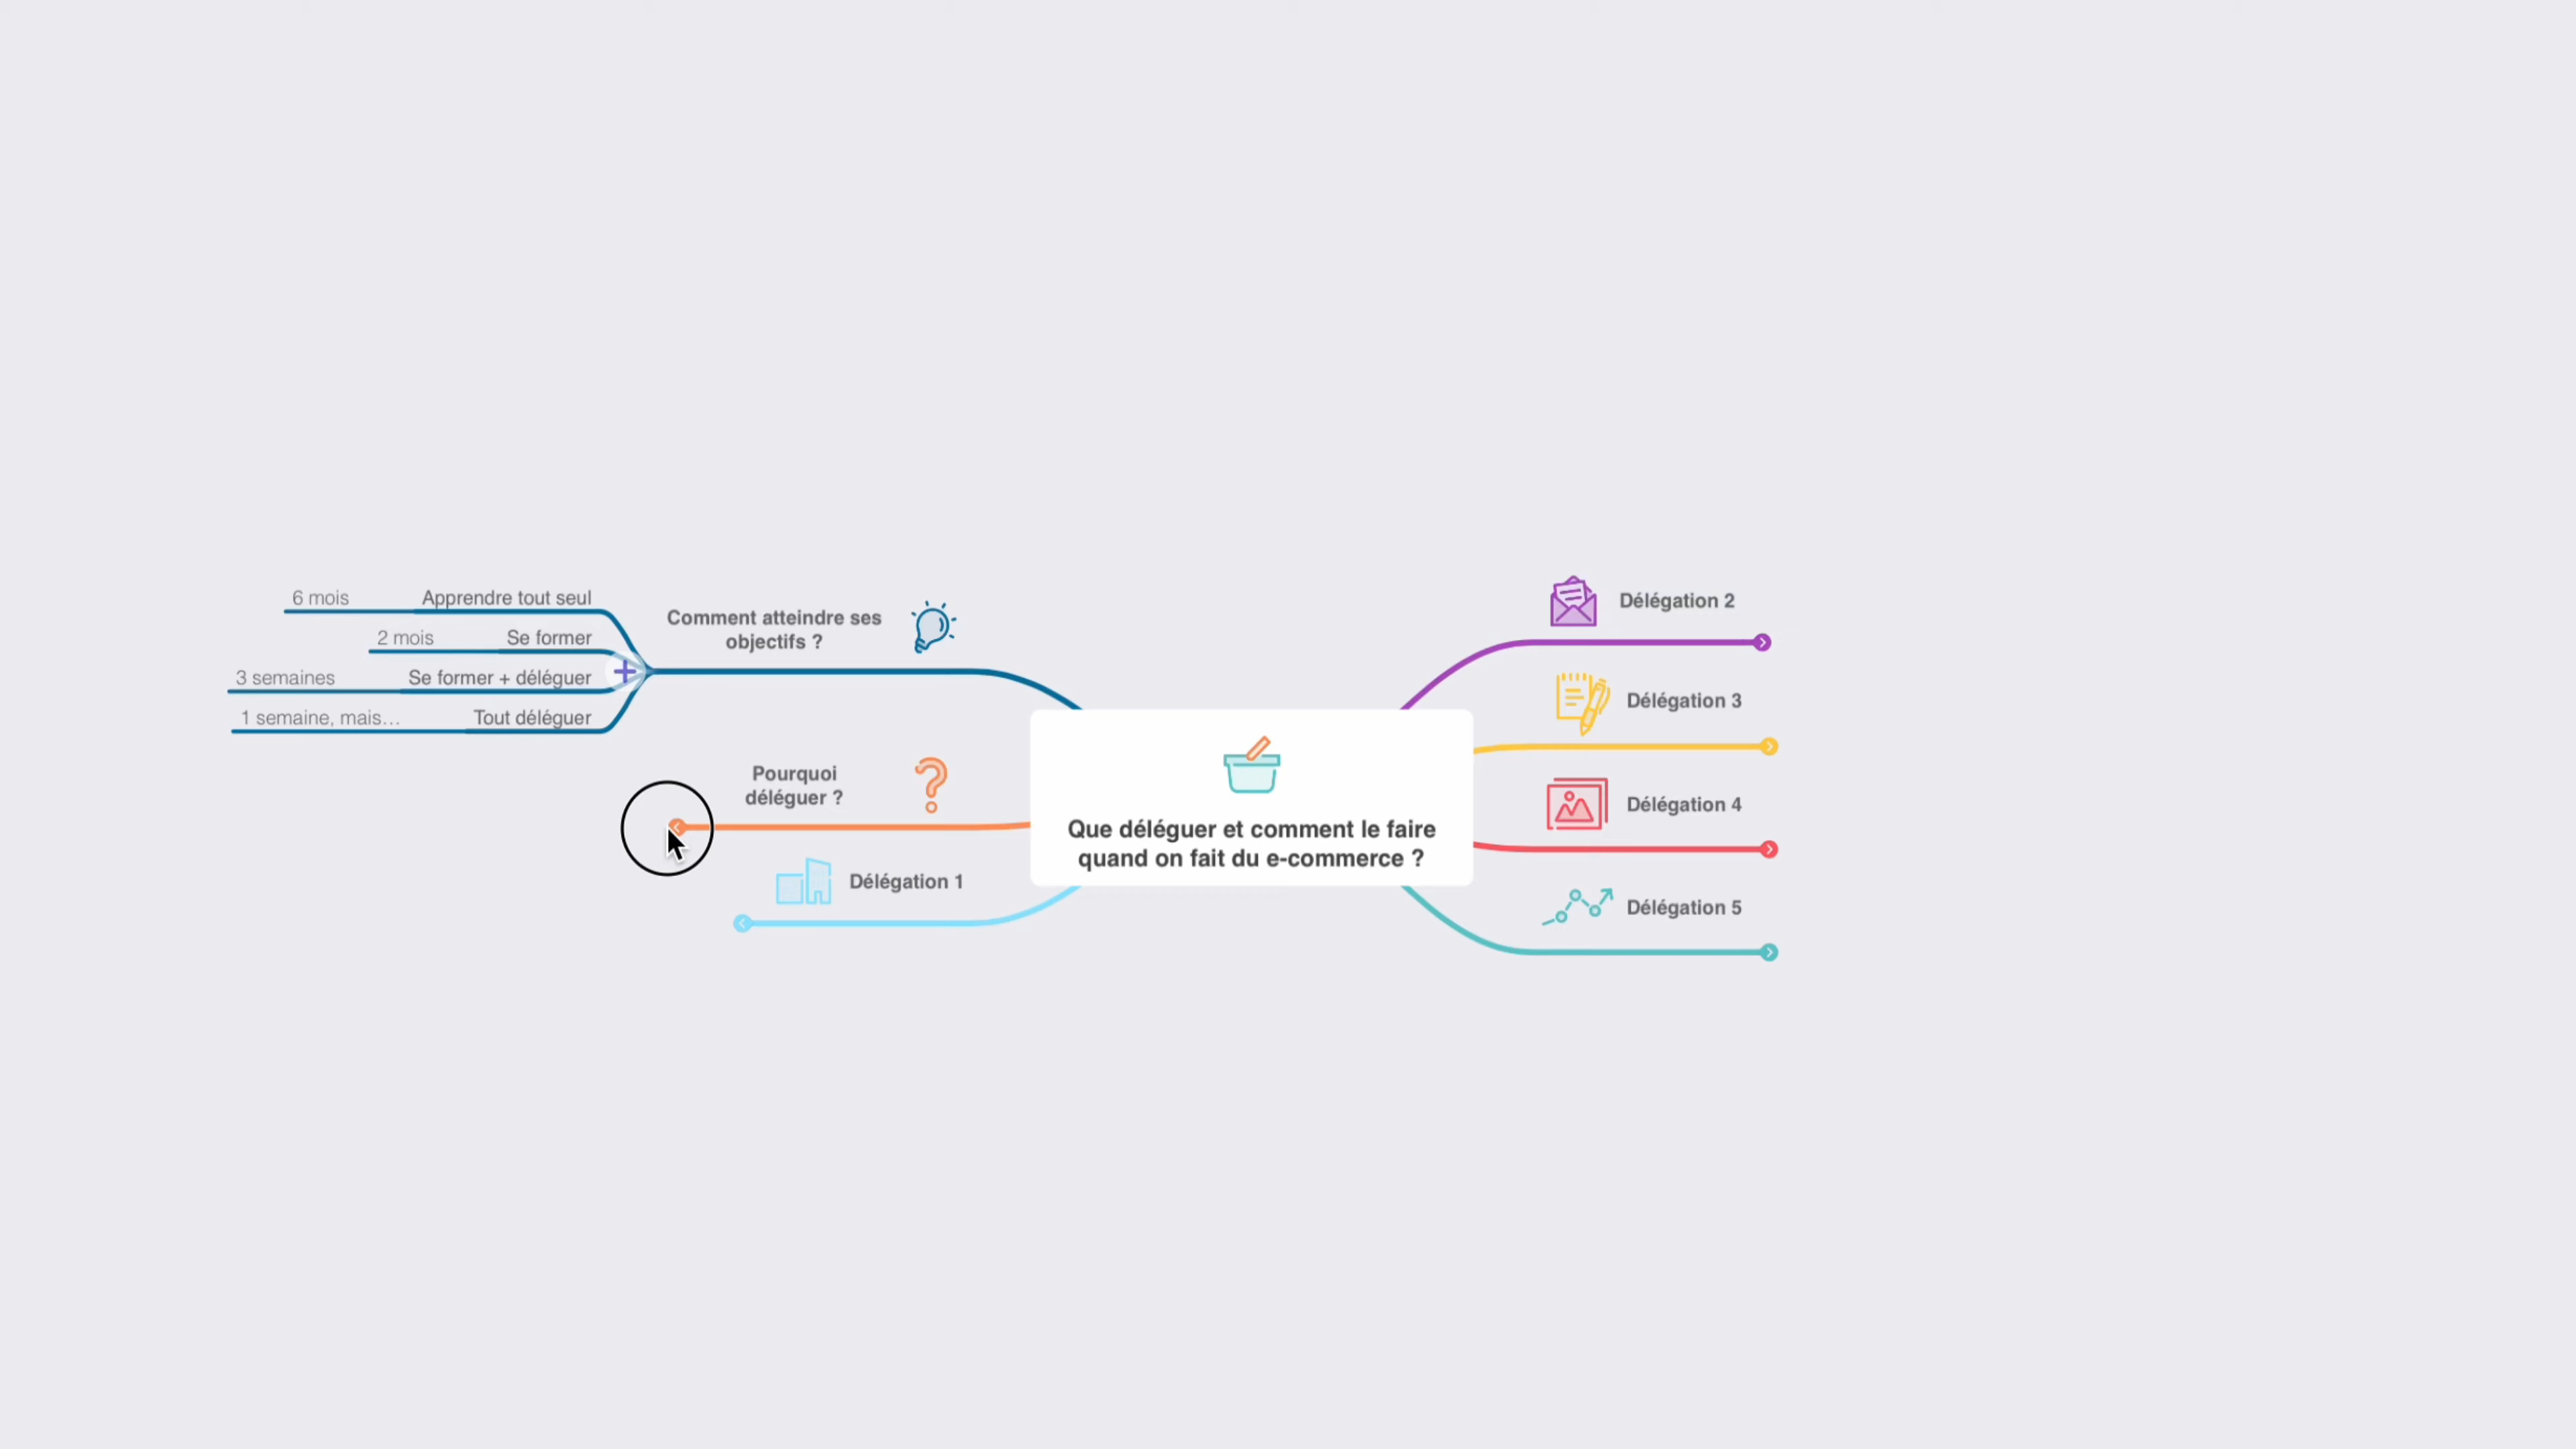 6 mois
Apprendre tout seul
2 mois
Se former
3 semaines
Se former + déléguer
1 semaine, mais...
Tout déléguer
Comment atteindre ses
objectifs ?
Pourquoi
déléguer ?
Délégation 1
Que déléguer et comment le faire
quand on fait du e-commerce ?
Délégation 2
Délégation 3
Délégation 4
Délégation 5